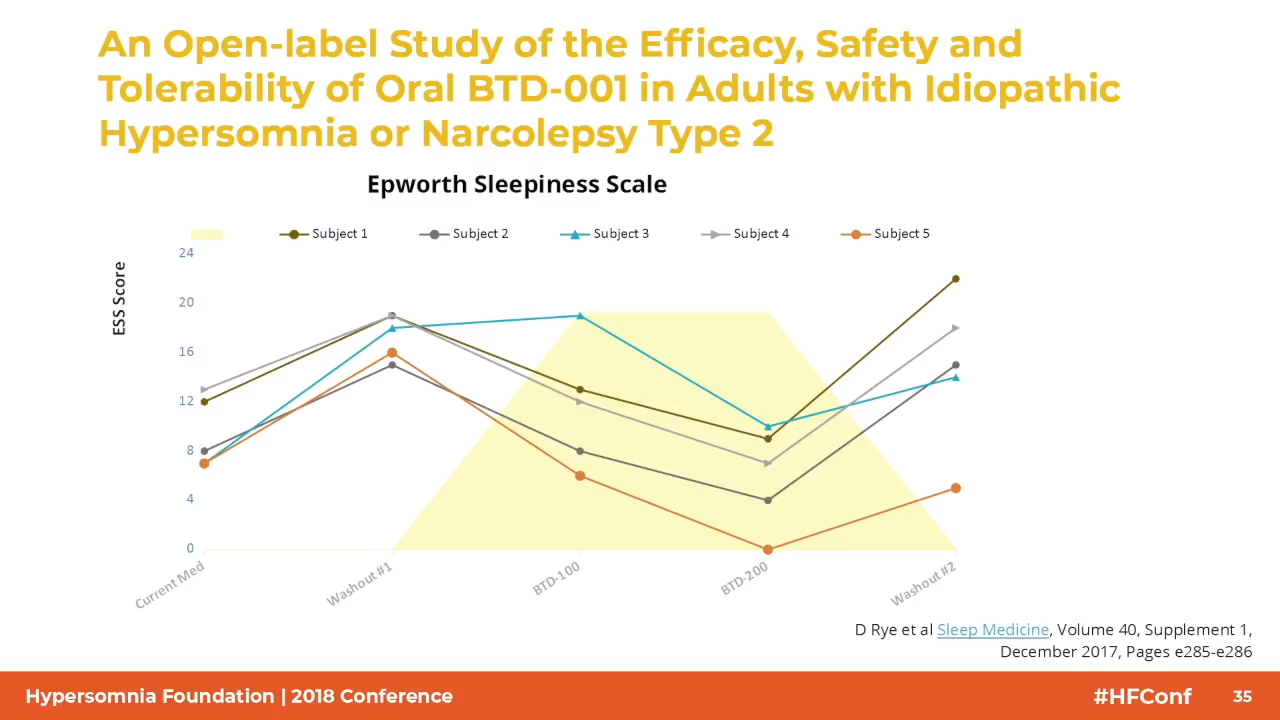 An Open-label Study of the Efficacy, Safety and
Tolerability of Oral BTD-001 in Adults with Idiopathic
Hypersomnia or Narcolepsy Type 2
Epworth Sleepiness Scale
Subject 1 Subject 2 Subject 3 Subject 4 Subject 5
ESS Score
24
20
16
12
8
4
0
Current Med Washout #1 BTD-100 BTD-200 Washout #2
D Rye et al Sleep Medicine, Volume 40, Supplement 1,
December 2017, Pages e285-e286
Hypersomnia Foundation | 2018 Conference
#HFConf 35